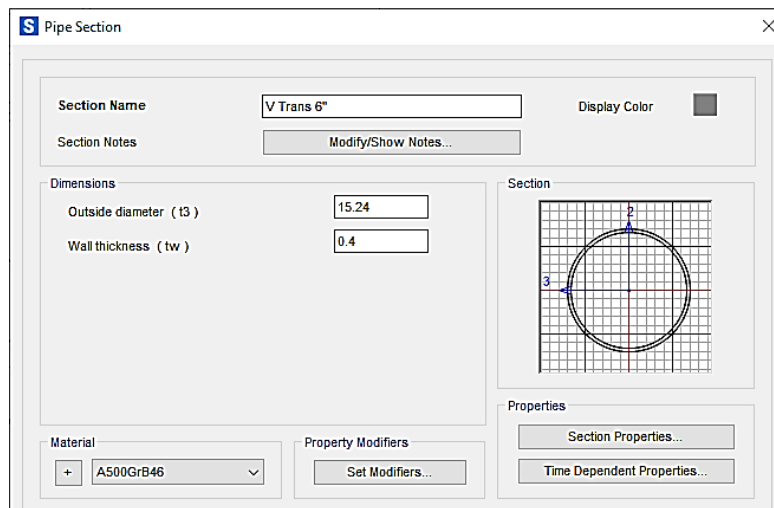 S Pipe Section
Section Name V Trans 6" Display Color
Section Notes Modify/Show Notes...
Dimensions
Outside diameter ( t3 ) 15.24
Wall thickness ( tw ) 0.4
Section
2
3
Properties
Section Properties...
Time Dependent Properties...
Material
+ A500GrB46
Property Modifiers
Set Modifiers...